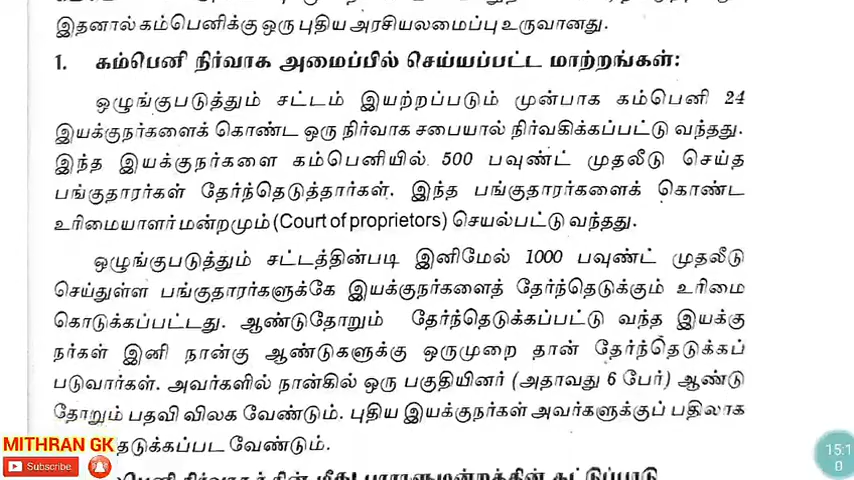 இதனால் கம்பெனிக்கு ஒரு புதிய அரசியலமைப்பு உருவானது.
1. கம்பெனி நிர்வாக அமைப்பில் செய்யப்பட்ட மாற்றங்கள்:
ஒழுங்குபடுத்தும் சட்டம் இயற்றப்படும் முன்பாக கம்பெனி 24
இயக்குநர்களைக் கொண்ட ஒரு நிர்வாக சபையால் நிர்வகிக்கப்பட்டு வந்தது.
இந்த இயக்குநர்களை கம்பெனியில் 500 பவுண்ட் முதலீடு செய்த
பங்குதாரர்கள் தேர்ந்தெடுத்தார்கள். இந்த பங்குதாரர்களைக் கொண்ட
உரிமையாளர்மன்றமும் (Court of proprietors) செயல்பட்டு வந்தது.
ஒழுங்குபடுத்தும் சட்டத்தின்படி இனிமேல் 1000 பவுண்ட் முதலீடு
செய்துள்ள பங்குதாரர்களுக்கே இயக்குநர்களைத் தேர்ந்தெடுக்கும் உரிமை
கொடுக்கப்பட்டது. ஆண்டுதோறும் தேர்ந்தெடுக்கப்பட்டு வந்த இயக்கு
நர்கள் இனி நான்கு ஆண்டுகளுக்கு ஒருமுறை தான் தேர்ந்தெடுக்கப்
படுவார்கள். அவர்களில் நான்கில் ஒரு பகுதியினர் (அதாவது 6 பேர்) ஆண்டு
தோறும் பதவி விலக வேண்டும். புதிய இயக்குநர்கள் அவர்களுக்குப் பதிலாக
தெடுக்கப்பட வேண்டும்.
MITHRAN GK
Subscribe
15:1